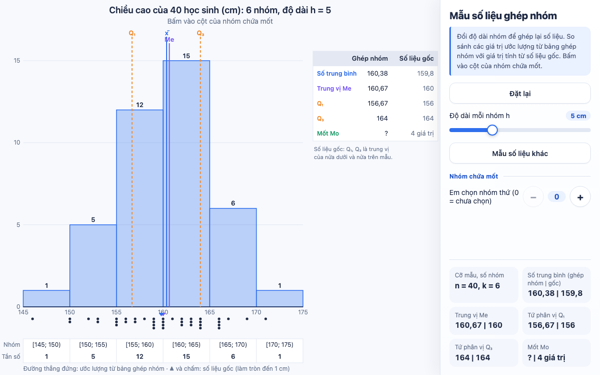 Chiều cao của 40 học sinh (cm): 6 nhóm, độ dài h = 5
Bấm vào cột của nhóm chứa mốt
Q₁
x̄
Me
Q₃
15
10
5
0
1
5
12
15
6
1
145
150
155
160
165
170
175
Nhóm
[145; 150)
[150; 155)
[155; 160)
[160; 165)
[165; 170)
[170; 175)
Tần số
1
5
12
15
6
1
Đường thẳng đứng: ước lượng từ bảng ghép nhóm · ▲ và chấm: số liệu gốc (làm tròn đến 1 cm)
Ghép nhóm Số liệu gốc
Số trung bình 160,38 159,8
Trung vị Me 160,67 160
Q₁ 156,67 156
Q₃ 164 164
Mốt Mo ? 4 giá trị
Số liệu gốc: Q₁, Q₃ là trung vị
của nửa dưới và nửa trên mẫu.
Mẫu số liệu ghép nhóm
Đổi độ dài nhóm để ghép lại số liệu. So
sánh các giá trị ước lượng từ bảng ghép
nhóm với giá trị tính từ số liệu gốc. Bấm
vào cột của nhóm chứa mốt.
Đặt lại
Độ dài mỗi nhóm h
5 cm
Mẫu số liệu khác
Nhóm chứa mốt
Em chọn nhóm thứ (0
= chưa chọn)
−
0
+
Cỡ mẫu, số nhóm
n = 40, k = 6
Số trung bình (ghép
nhóm | gốc)
160,38 | 159,8
Trung vị Me
160,67 | 160
Tứ phân vị Q₁
156,67 | 156
Tứ phân vị Q₃
164 | 164
Mốt Mo
? | 4 giá trị